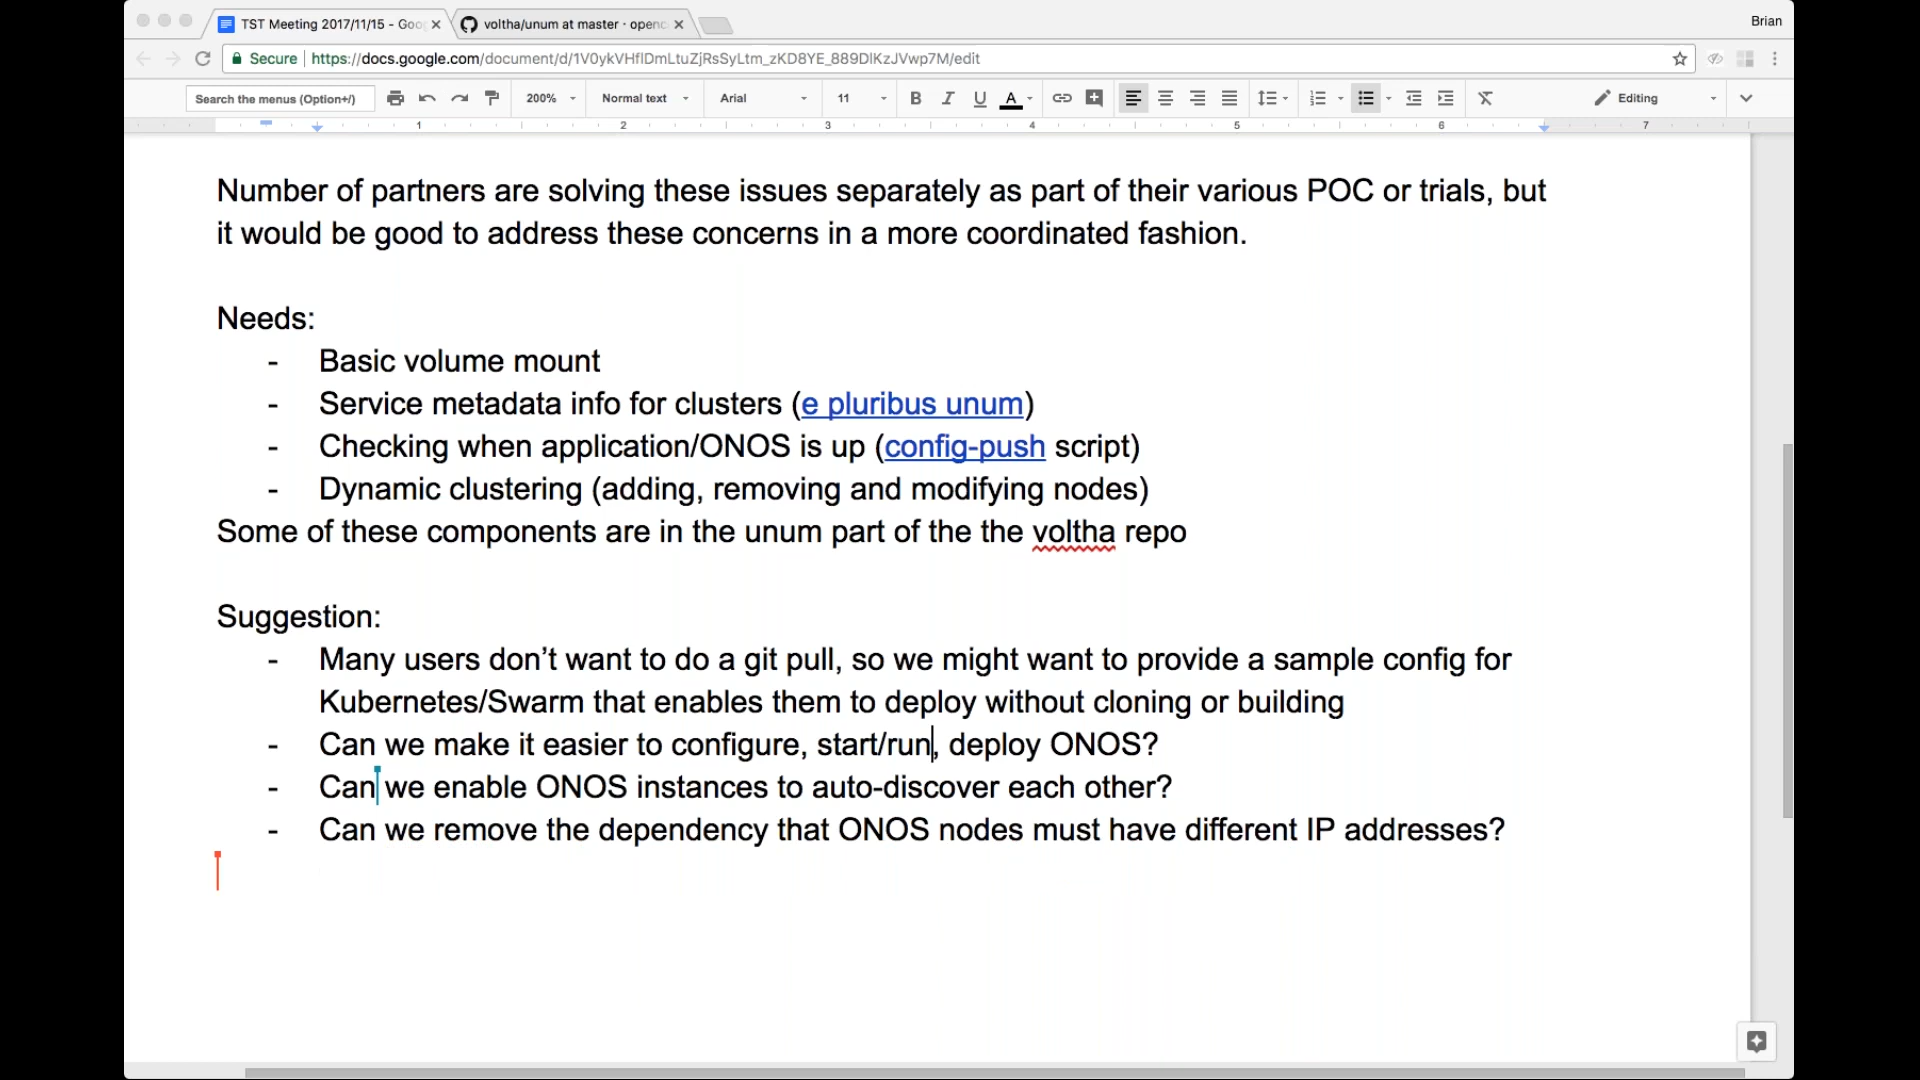 TST Meeting 2017/11/15 - Goo
voltha/unum at master · openc
Brian
Secure
https://docs.google.com/document/d/1V0ykVHflDmLtuZjRsSyLtm_zKD8YE_889DlKzJVwp7M/edit
Search the menus (Option+/)
200%
Normal text
Arial
11
B I U A
Editing
1 2 3 4 5 6 7
Number of partners are solving these issues separately as part of their various POC or trials, but
it would be good to address these concerns in a more coordinated fashion.
Needs:
- Basic volume mount
- Service metadata info for clusters (e pluribus unum)
- Checking when application/ONOS is up (config-push script)
- Dynamic clustering (adding, removing and modifying nodes)
Some of these components are in the unum part of the the voltha repo
Suggestion:
- Many users don’t want to do a git pull, so we might want to provide a sample config for
Kubernetes/Swarm that enables them to deploy without cloning or building
- Can we make it easier to configure, start/run, deploy ONOS?
- Can we enable ONOS instances to auto-discover each other?
- Can we remove the dependency that ONOS nodes must have different IP addresses?